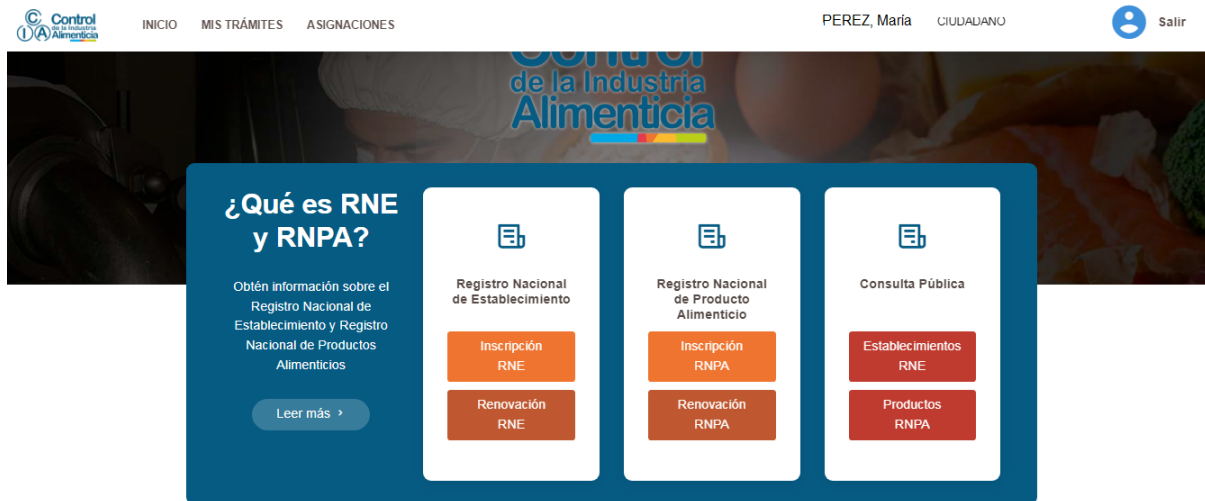 C I A Control
de la Industria
Alimenticia
INICIO MIS TRÁMITES ASIGNACIONES PEREZ, María CIUDADANO Salir
Control
de la Industria
Alimenticia
¿Qué es RNE
y RNPA?
Obtén información sobre el
Registro Nacional de
Establecimiento y Registro
Nacional de Productos
Alimenticios
Leer más ›
Registro Nacional
de Establecimiento
Inscripción
RNE
Renovación
RNE
Registro Nacional
de Producto
Alimenticio
Inscripción
RNPA
Renovación
RNPA
Consulta Pública
Establecimientos
RNE
Productos
RNPA